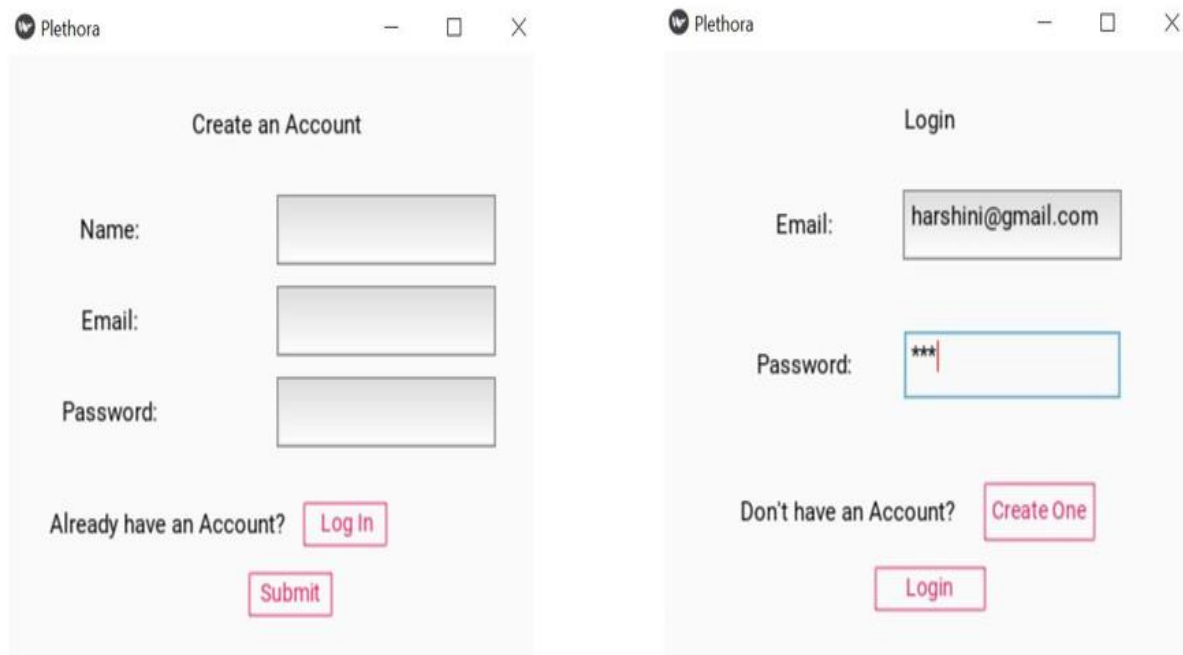 Plethora
Create an Account
Name:
Email:
Password:
Already have an Account? Log In
Submit
Plethora
Login
Email: harshini@gmail.com
Password: ***
Don't have an Account? Create One
Login